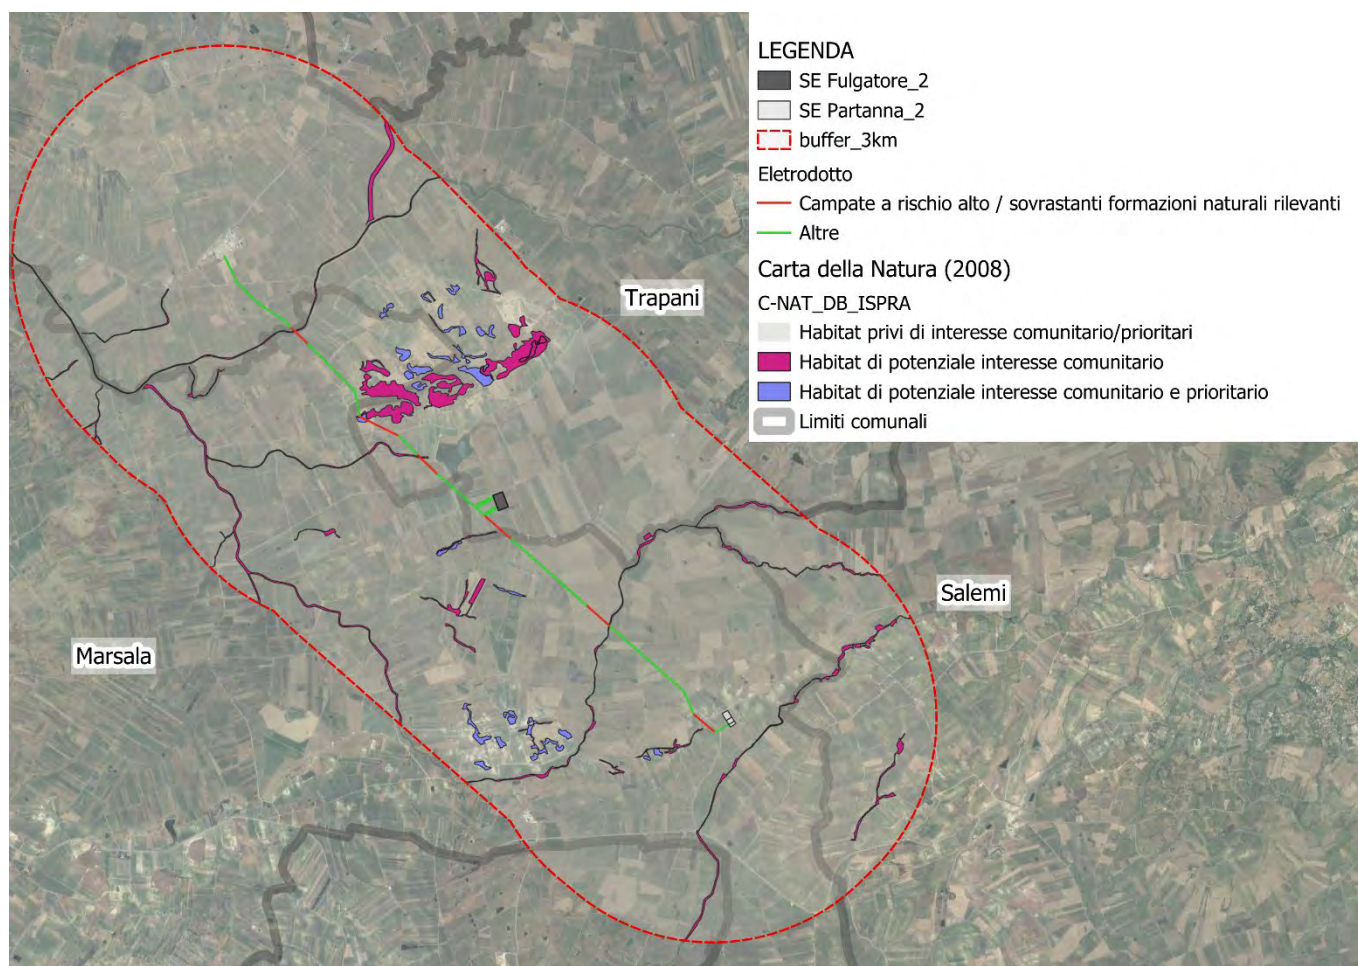 LEGENDA
SE Fulgatore_2
SE Partanna_2
buffer_3km
Eletrodotto
Campate a rischio alto / sovrastanti formazioni naturali rilevanti
Altre
Carta della Natura (2008)
C-NAT_DB_ISPRA
Habitat privi di interesse comunitario/prioritari
Habitat di potenziale interesse comunitario
Habitat di potenziale interesse comunitario e prioritario
Limiti comunali
Trapani
Salemi
Marsala